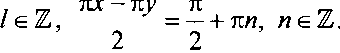 l ∈ ℤ, (πx − πy)/2 = π/2 + πn, n ∈ ℤ.